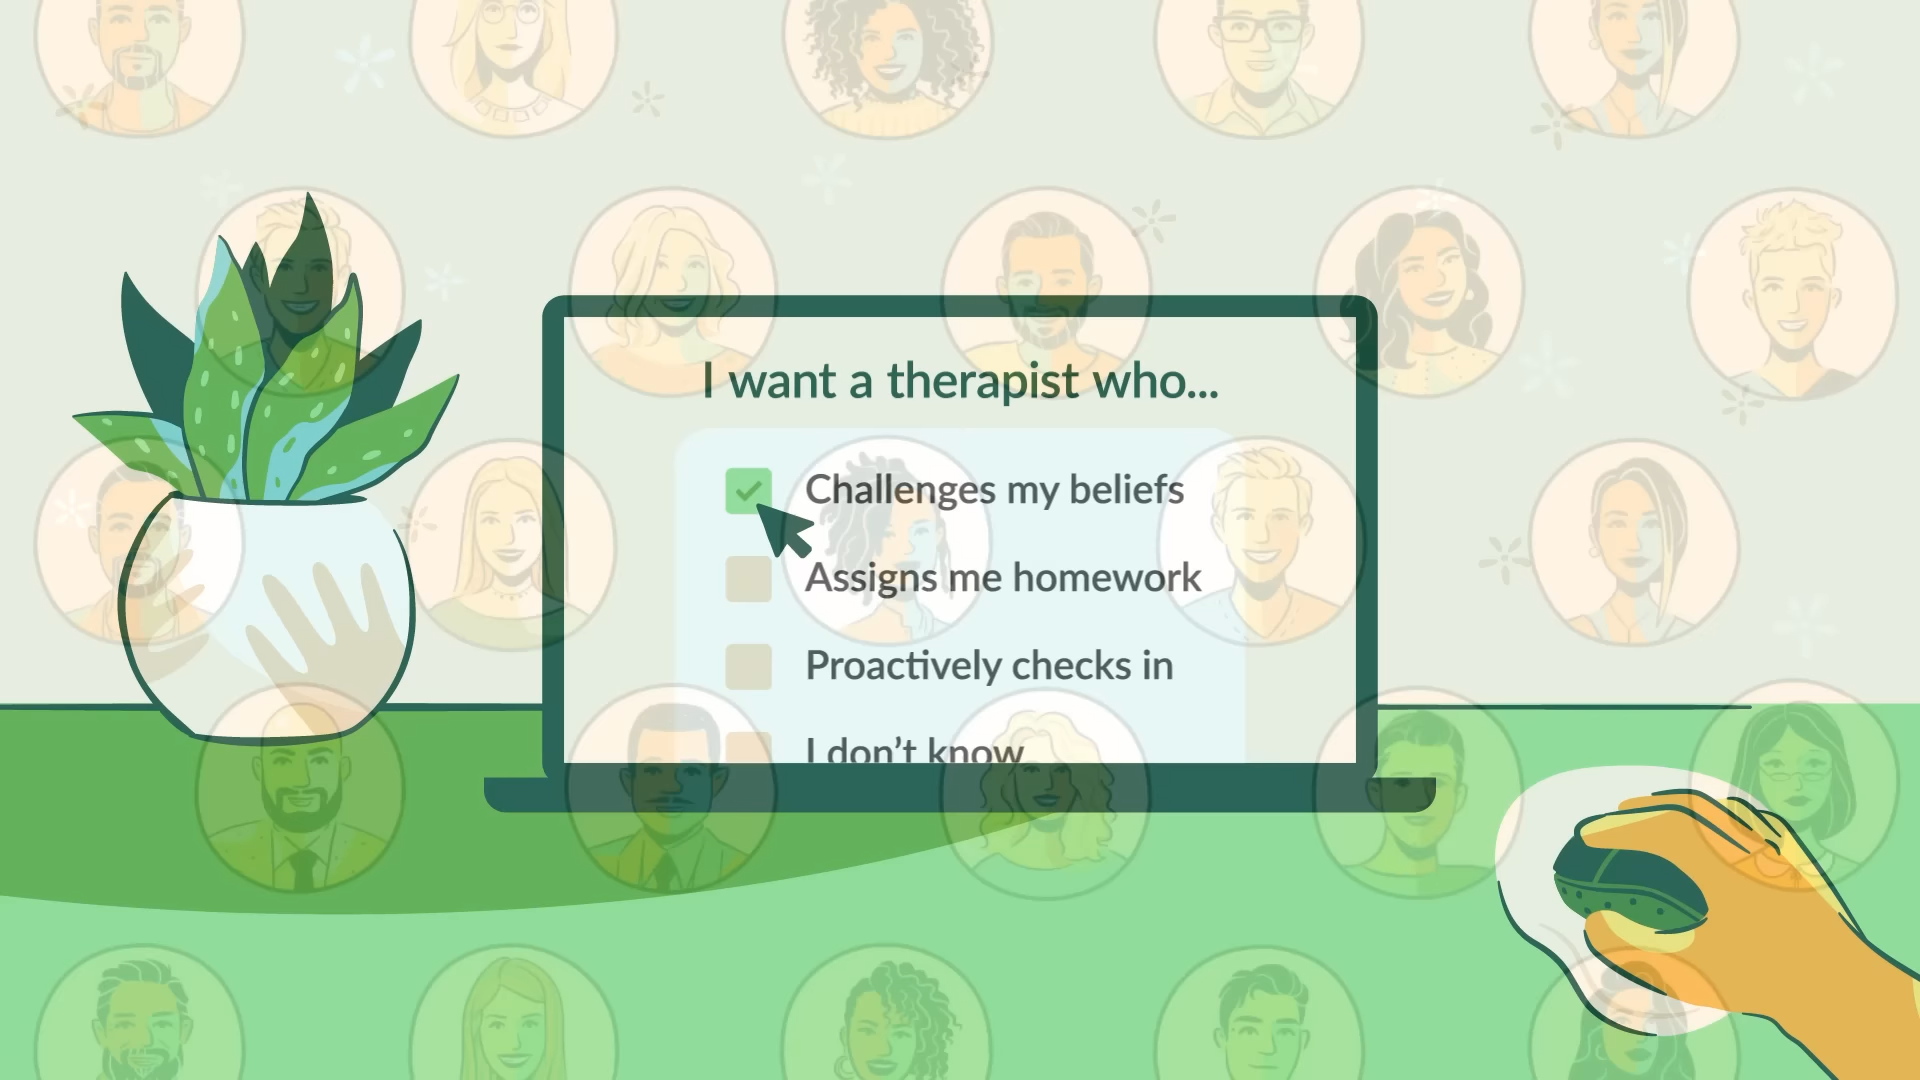 I want a therapist who...
Challenges my beliefs
Assigns me homework
Proactively checks in
I don’t know